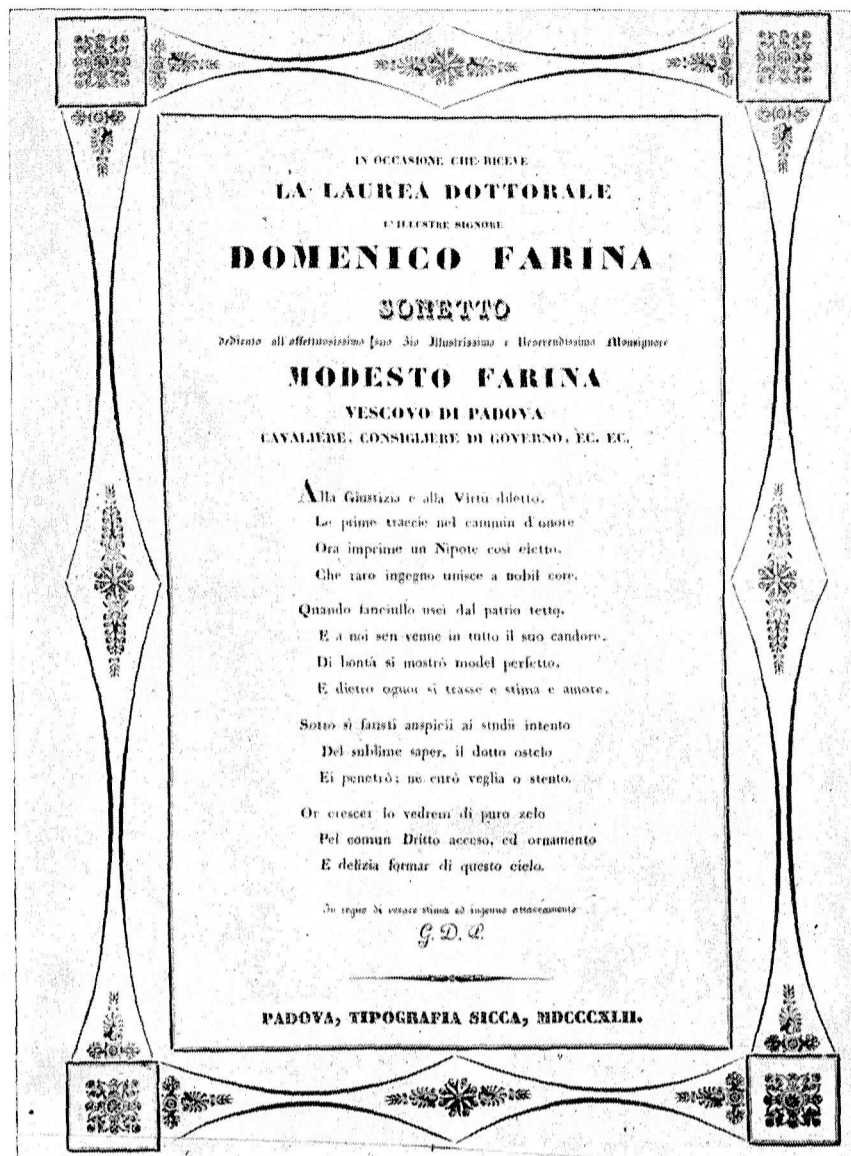 IN OCCASIONE CHE RICEVE
LA LAUREA DOTTORALE
L'ILLUSTRE SIGNORE
DOMENICO FARINA
SONETTO
dedicato all'affettuosissimo suo Zio Illustrissimo e Reverendissimo Monsignore
MODESTO FARINA
VESCOVO DI PADOVA
CAVALIERE, CONSIGLIERE DI GOVERNO, EC. EC.
Alla Giustizia e alla Virtù diletto,
Le prime traccie nel cammin d'onore
Ora imprime un Nipote così eletto,
Che raro ingegno unisce a nobil core.
Quando fanciullo uscì dal patrio tetto,
E a noi sen venne in tutto il suo candore,
Di bontà si mostrò model perfetto,
E dietro ognor si trasse e stima e amore.
Sotto sì fausti auspicii ai studii intento
Del sublime saper, il dotto ostelo
Ei penetrò; ne curò veglia o stento.
Or crescer lo vedrem di puro zelo
Pel comun Dritto acceso, ed ornamento
E delizia formar di questo cielo.
In segno di verace stima ed ingenuo attaccamento
G. D. P.
PADOVA, TIPOGRAFIA SICCA, MDCCCXLII.